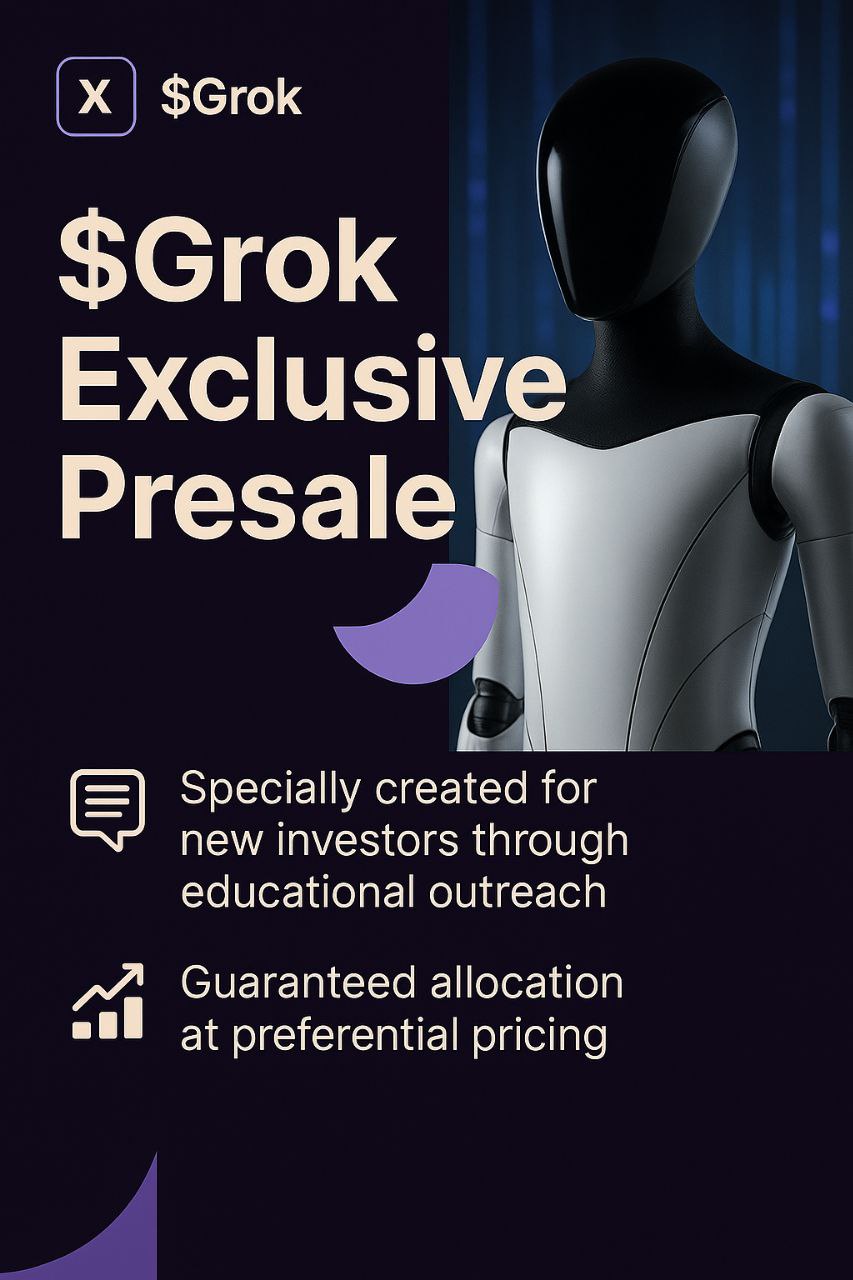 X $Grok
$Grok
Exclusive
Presale
Specially created for
new investors through
educational outreach
Guaranteed allocation
at preferential pricing